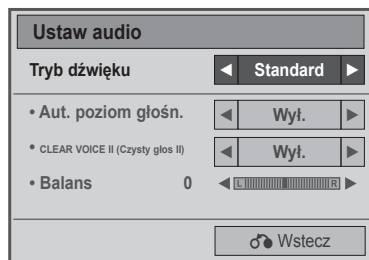 Ustaw audio
Tryb dźwięku ◄ Standard ►
• Aut. poziom głośn. ◄ Wył. ►
• CLEAR VOICE II (Czysty głos II) ◄ Wył. ►
• Balans 0 ◄ L R ►
Wstecz